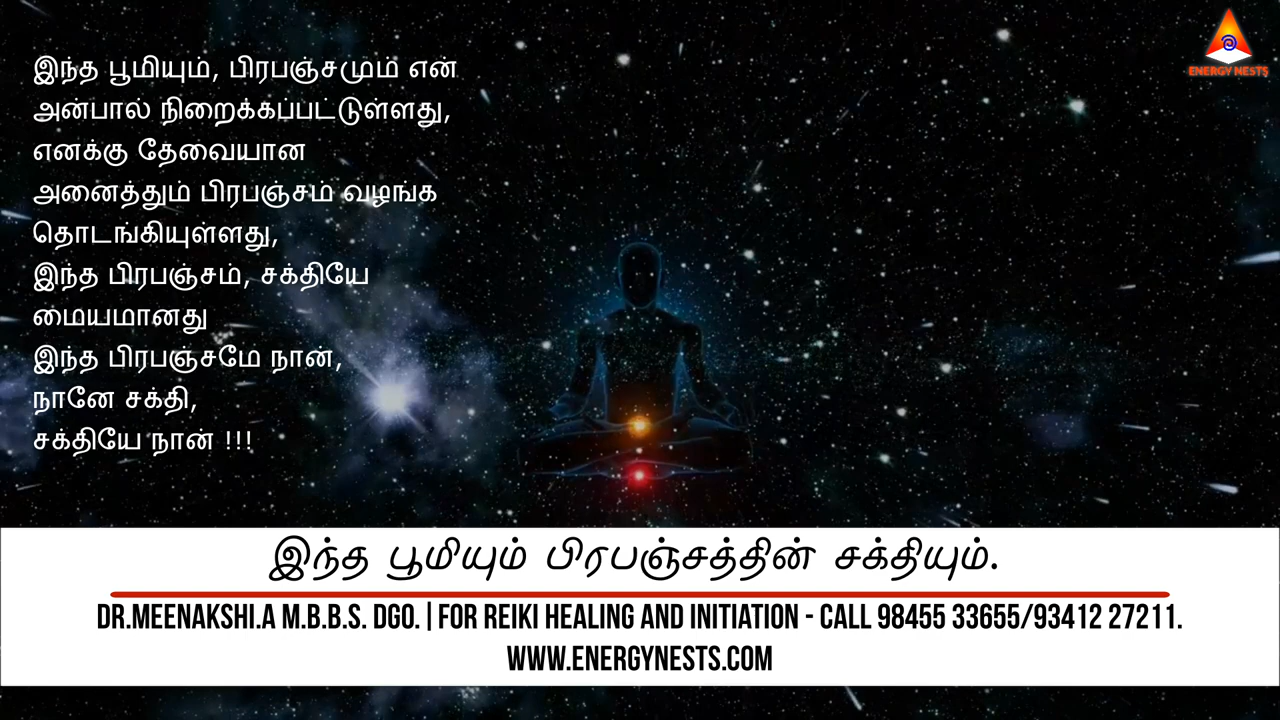 இந்த பூமியும், பிரபஞ்சமும் என்
அன்பால் நிறைக்கப்பட்டுள்ளது,
எனக்கு தேவையான
அனைத்தும் பிரபஞ்சம் வழங்க
தொடங்கியுள்ளது,
இந்த பிரபஞ்சம், சக்தியே
மையமானது
இந்த பிரபஞ்சமே நான்,
நானே சக்தி,
சக்தியே நான் !!!
ENERGY NESTS
இந்த பூமியும் பிரபஞ்சத்தின் சக்தியும்.
DR.MEENAKSHI.A M.B.B.S. DGO. | FOR REIKI HEALING AND INITIATION - CALL 98455 33655/93412 27211.
WWW.ENERGYNESTS.COM